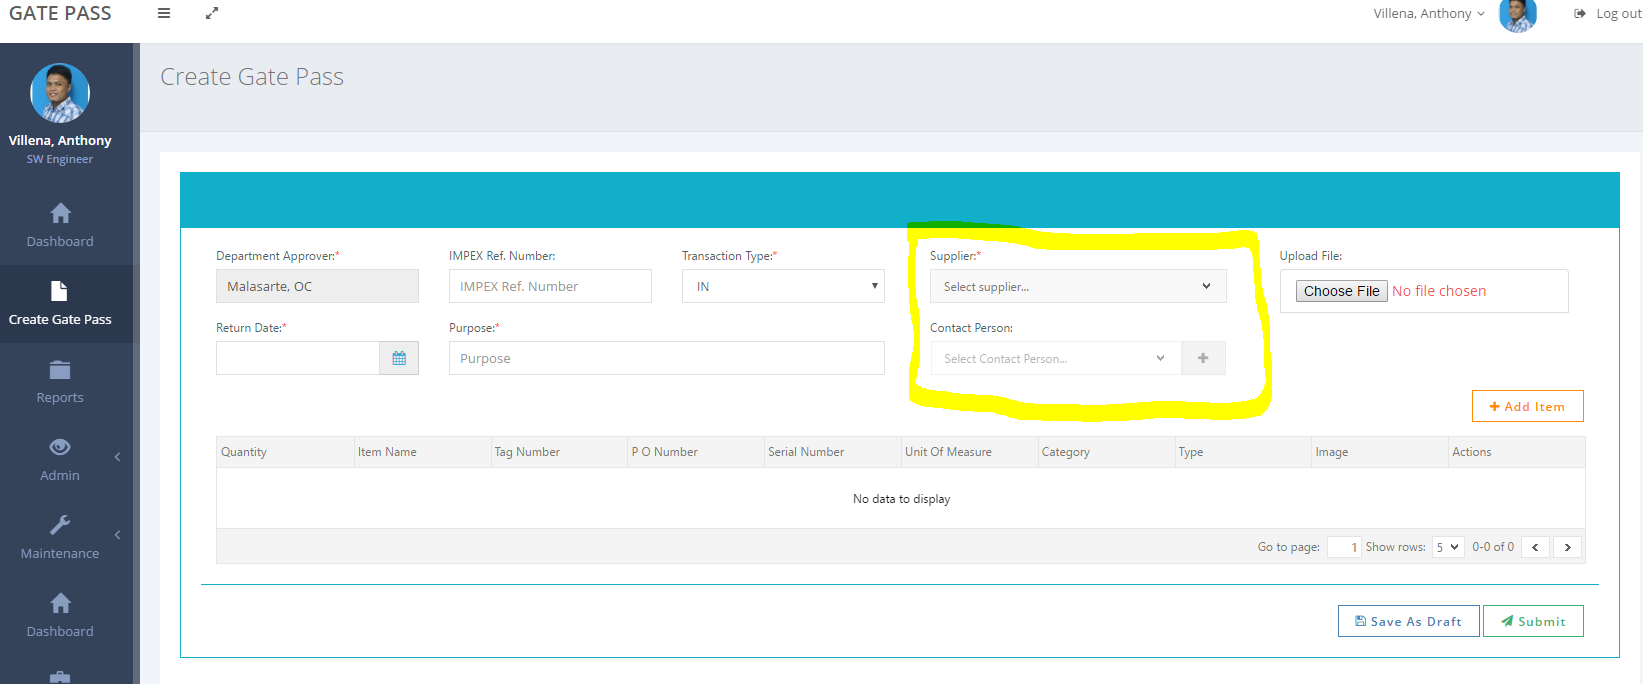 GATE PASS
Villena, Anthony
Log out
Villena, Anthony
SW Engineer
Dashboard
Create Gate Pass
Reports
Admin
Maintenance
Dashboard
Create Gate Pass
Department Approver:*
IMPEX Ref. Number:
Transaction Type:*
Supplier:*
Upload File:
Malasarte, OC
IMPEX Ref. Number
IN
Select supplier...
Choose File No file chosen
Return Date:*
Purpose:*
Contact Person:
Purpose
Select Contact Person...
+ Add Item
Quantity
Item Name
Tag Number
P O Number
Serial Number
Unit Of Measure
Category
Type
Image
Actions
No data to display
Go to page: 1 Show rows: 5 0-0 of 0
Save As Draft
Submit